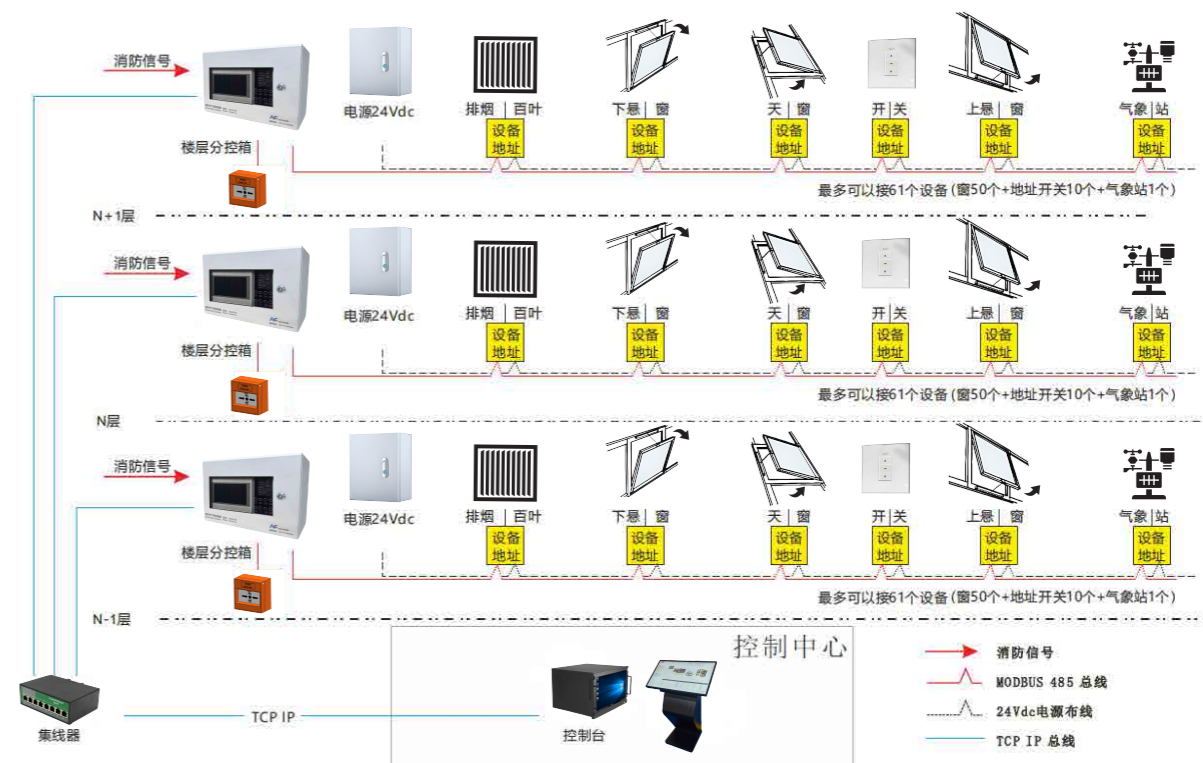 消防信号
电源24Vdc
排烟 百叶
下悬 窗
天 窗
开 关
上悬 窗
气象 站
设备
地址
设备
地址
设备
地址
设备
地址
设备
地址
设备
地址
楼层分控箱
最多可以接61个设备(窗50个+地址开关10个+气象站1个)
N+1层
消防信号
电源24Vdc
排烟 百叶
下悬 窗
天 窗
开 关
上悬 窗
气象 站
设备
地址
设备
地址
设备
地址
设备
地址
设备
地址
设备
地址
楼层分控箱
最多可以接61个设备(窗50个+地址开关10个+气象站1个)
N层
消防信号
电源24Vdc
排烟 百叶
下悬 窗
天 窗
开 关
上悬 窗
气象 站
设备
地址
设备
地址
设备
地址
设备
地址
设备
地址
设备
地址
楼层分控箱
最多可以接61个设备(窗50个+地址开关10个+气象站1个)
N-1层
控制中心
消防信号
MODBUS 485 总线
24Vdc电源布线
TCP IP 总线
TCP IP
集线器
控制台